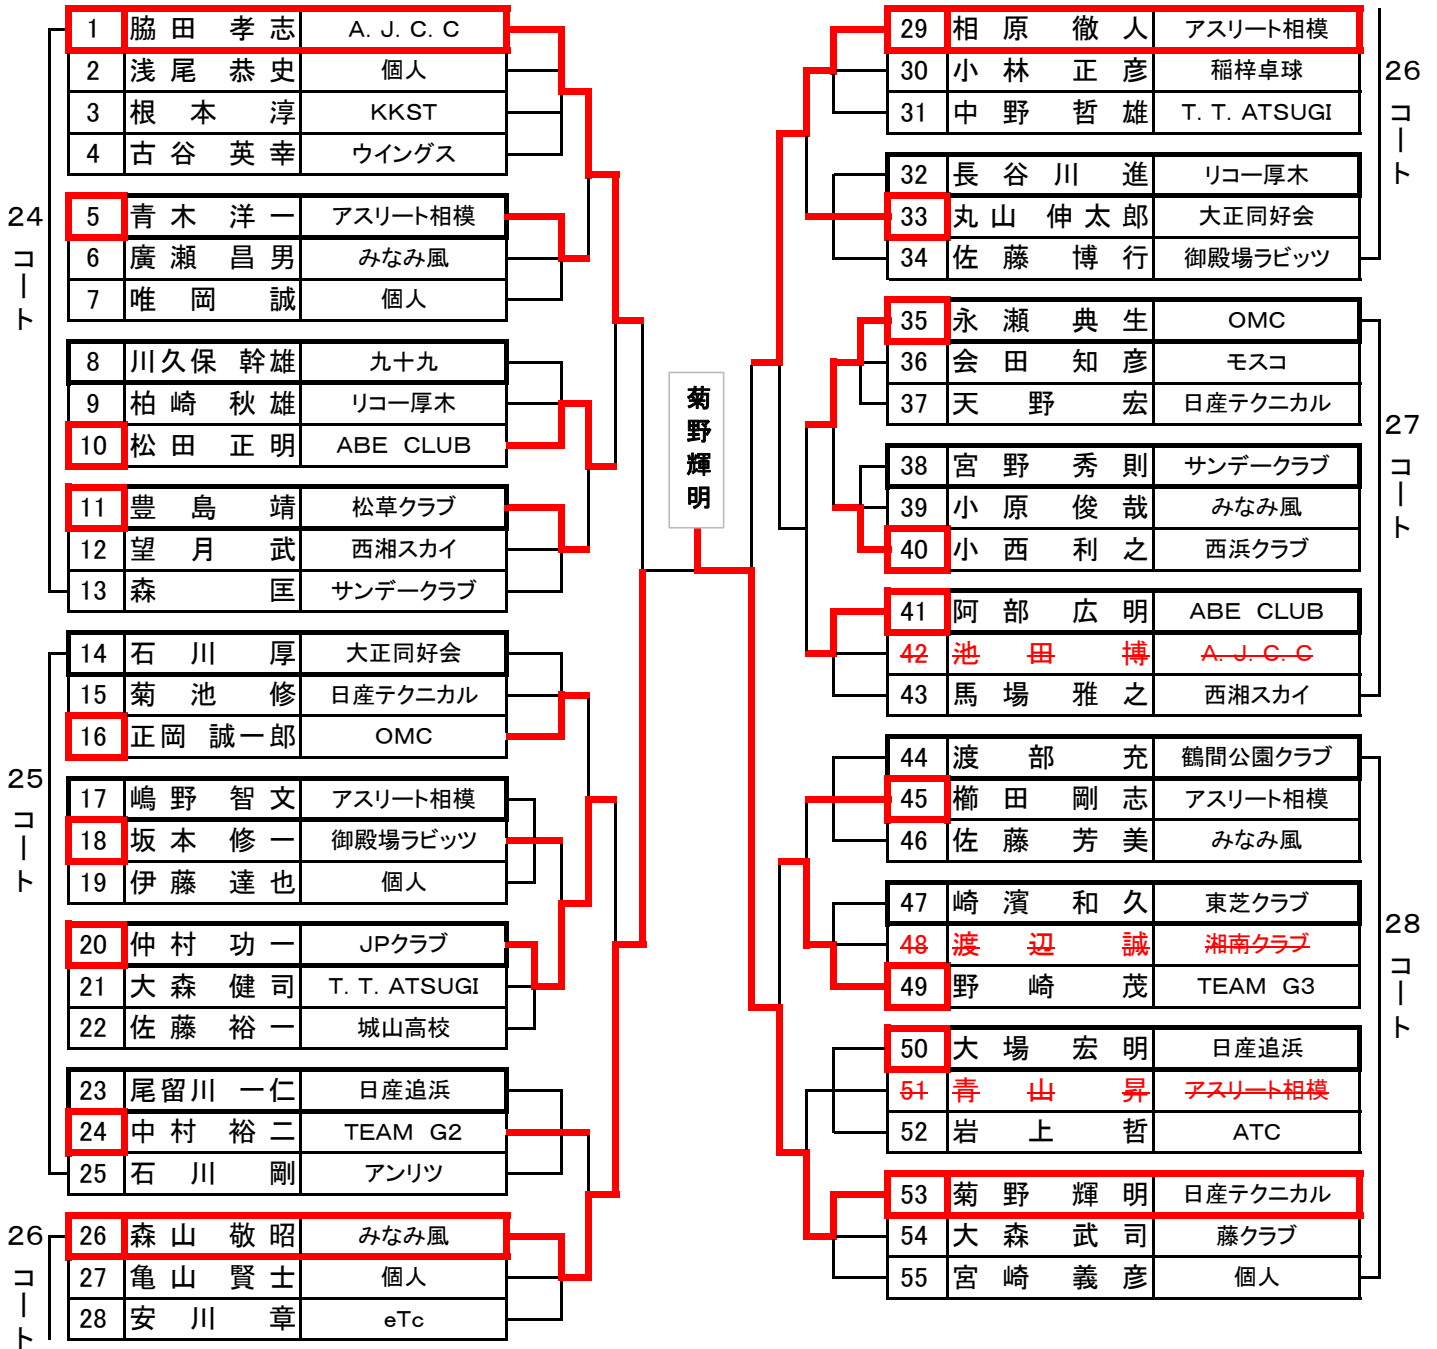 24コート
1 脇田 孝志 A. J. C. C
2 浅尾 恭史 個人
3 根本 淳 KKST
4 古谷 英幸 ウイングス
5 青木 洋一 アスリート相模
6 廣瀬 昌男 みなみ風
7 唯岡 誠 個人
8 川久保 幹雄 九十九
9 柏崎 秋雄 リコー厚木
10 松田 正明 ABE CLUB
11 豊島 靖 松草クラブ
12 望月 武 西湘スカイ
13 森 匡 サンデークラブ
25コート
14 石川 厚 大正同好会
15 菊池 修 日産テクニカル
16 正岡 誠一郎 OMC
17 嶋野 智文 アスリート相模
18 坂本 修一 御殿場ラビッツ
19 伊藤 達也 個人
20 仲村 功一 JPクラブ
21 大森 健司 T. T. ATSUGI
22 佐藤 裕一 城山高校
23 尾留川 一仁 日産追浜
24 中村 裕二 TEAM G2
25 石川 剛 アンリツ
26コート
26 森山 敬昭 みなみ風
27 亀山 賢士 個人
28 安川 章 eTc
菊野輝明
26コート
29 相原 徹人 アスリート相模
30 小林 正彦 稲梓卓球
31 中野 哲雄 T. T. ATSUGI
32 長谷川 進 リコー厚木
33 丸山 伸太郎 大正同好会
34 佐藤 博行 御殿場ラビッツ
27コート
35 永瀬 典生 OMC
36 会田 知彦 モスコ
37 天野 宏 日産テクニカル
38 宮野 秀則 サンデークラブ
39 小原 俊哉 みなみ風
40 小西 利之 西浜クラブ
41 阿部 広明 ABE CLUB
42 池田 博 A. J. C. C
43 馬場 雅之 西湘スカイ
28コート
44 渡部 充 鶴間公園クラブ
45 櫛田 剛志 アスリート相模
46 佐藤 芳美 みなみ風
47 崎濱 和久 東芝クラブ
48 渡辺 誠 湘南クラブ
49 野崎 茂 TEAM G3
50 大場 宏明 日産追浜
51 青山 昇 アスリート相模
52 岩上 哲 ATC
53 菊野 輝明 日産テクニカル
54 大森 武司 藤クラブ
55 宮崎 義彦 個人